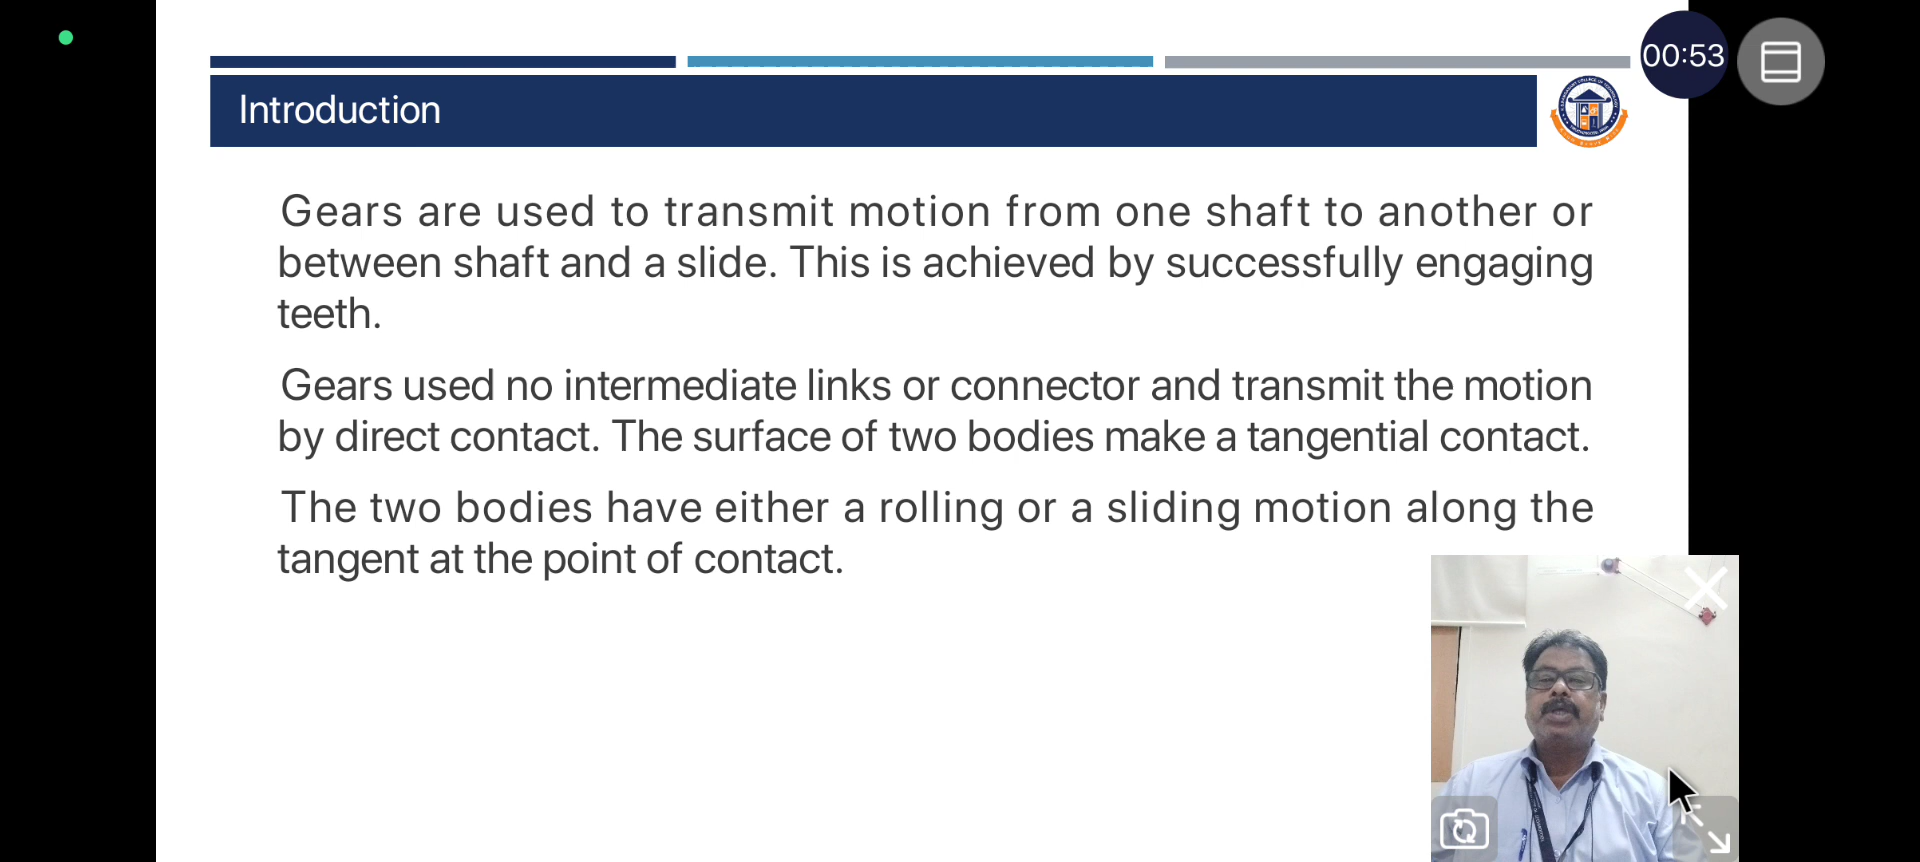 00:53
Introduction
Gears are used to transmit motion from one shaft to another or
between shaft and a slide. This is achieved by successfully engaging
teeth.
Gears used no intermediate links or connector and transmit the motion
by direct contact. The surface of two bodies make a tangential contact.
The two bodies have either a rolling or a sliding motion along the
tangent at the point of contact.